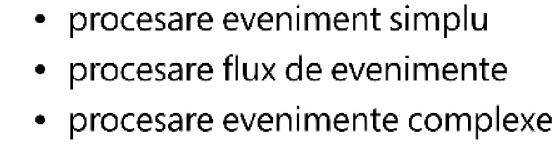 • procesare eveniment simplu
• procesare flux de evenimente
• procesare evenimente complexe